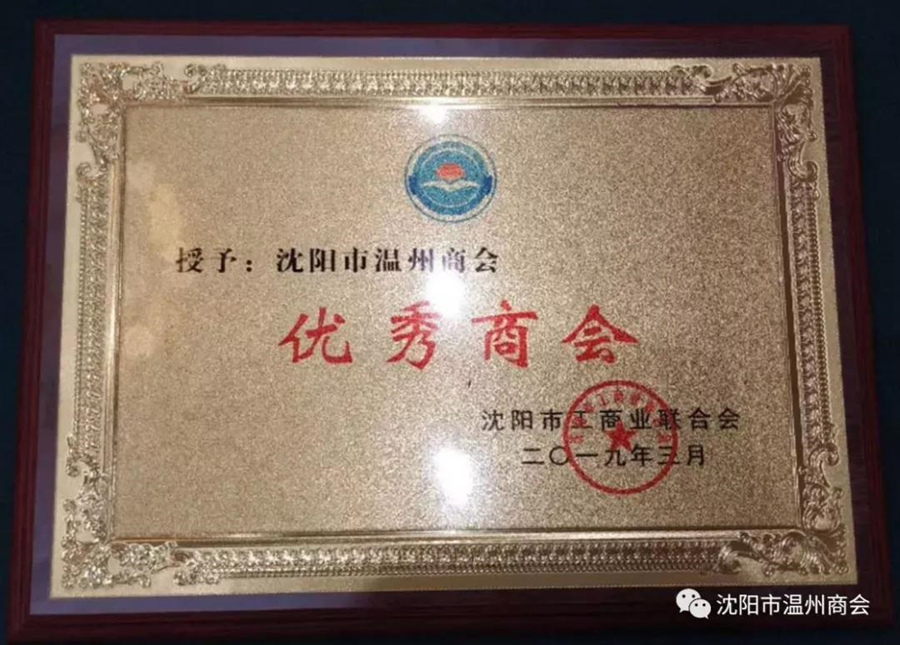 授予：沈阳市温州商会
优秀商会
沈阳市工商业联合会
二〇一九年三月
沈阳市温州商会